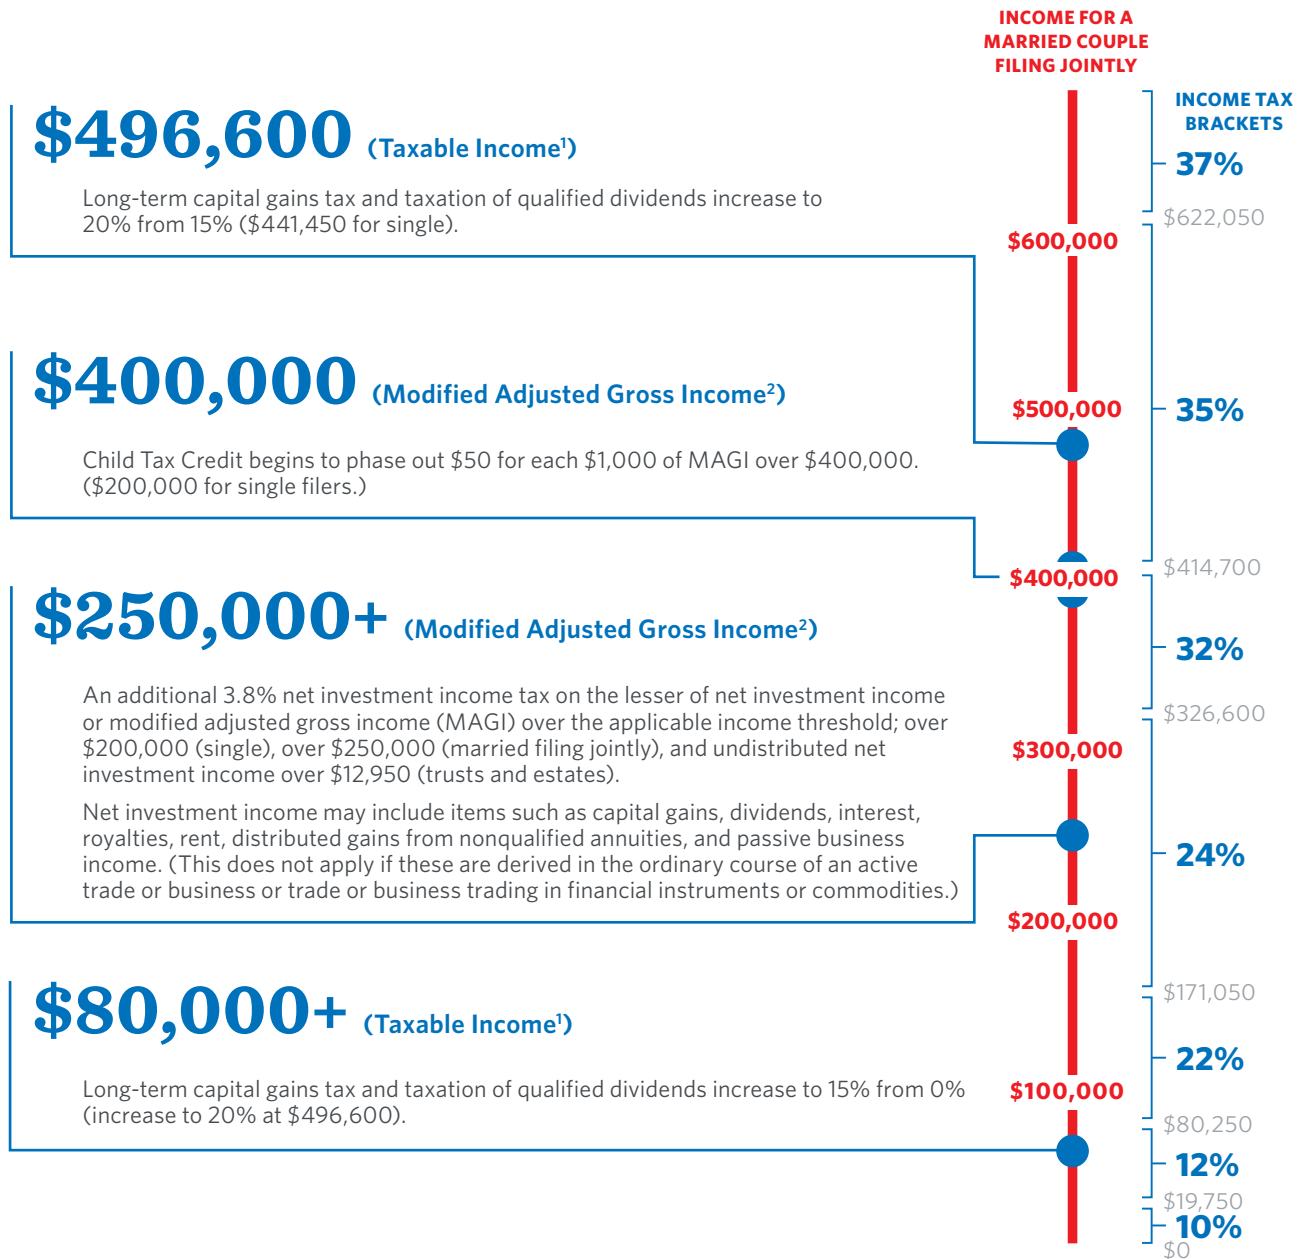 INCOME FOR A
MARRIED COUPLE
FILING JOINTLY
INCOME TAX
BRACKETS
$496,600 (Taxable Income¹)
Long-term capital gains tax and taxation of qualified dividends increase to
20% from 15% ($441,450 for single).
37%
$622,050
$600,000
$400,000 (Modified Adjusted Gross Income²)
Child Tax Credit begins to phase out $50 for each $1,000 of MAGI over $400,000.
($200,000 for single filers.)
$500,000
35%
$414,700
$400,000
$250,000+ (Modified Adjusted Gross Income²)
An additional 3.8% net investment income tax on the lesser of net investment income
or modified adjusted gross income (MAGI) over the applicable income threshold; over
$200,000 (single), over $250,000 (married filing jointly), and undistributed net
investment income over $12,950 (trusts and estates).
Net investment income may include items such as capital gains, dividends, interest,
royalties, rent, distributed gains from nonqualified annuities, and passive business
income. (This does not apply if these are derived in the ordinary course of an active
trade or business or trade or business trading in financial instruments or commodities.)
32%
$326,600
$300,000
24%
$200,000
$171,050
$80,000+ (Taxable Income¹)
Long-term capital gains tax and taxation of qualified dividends increase to 15% from 0%
(increase to 20% at $496,600).
22%
$100,000
$80,250
12%
$19,750
10%
$0